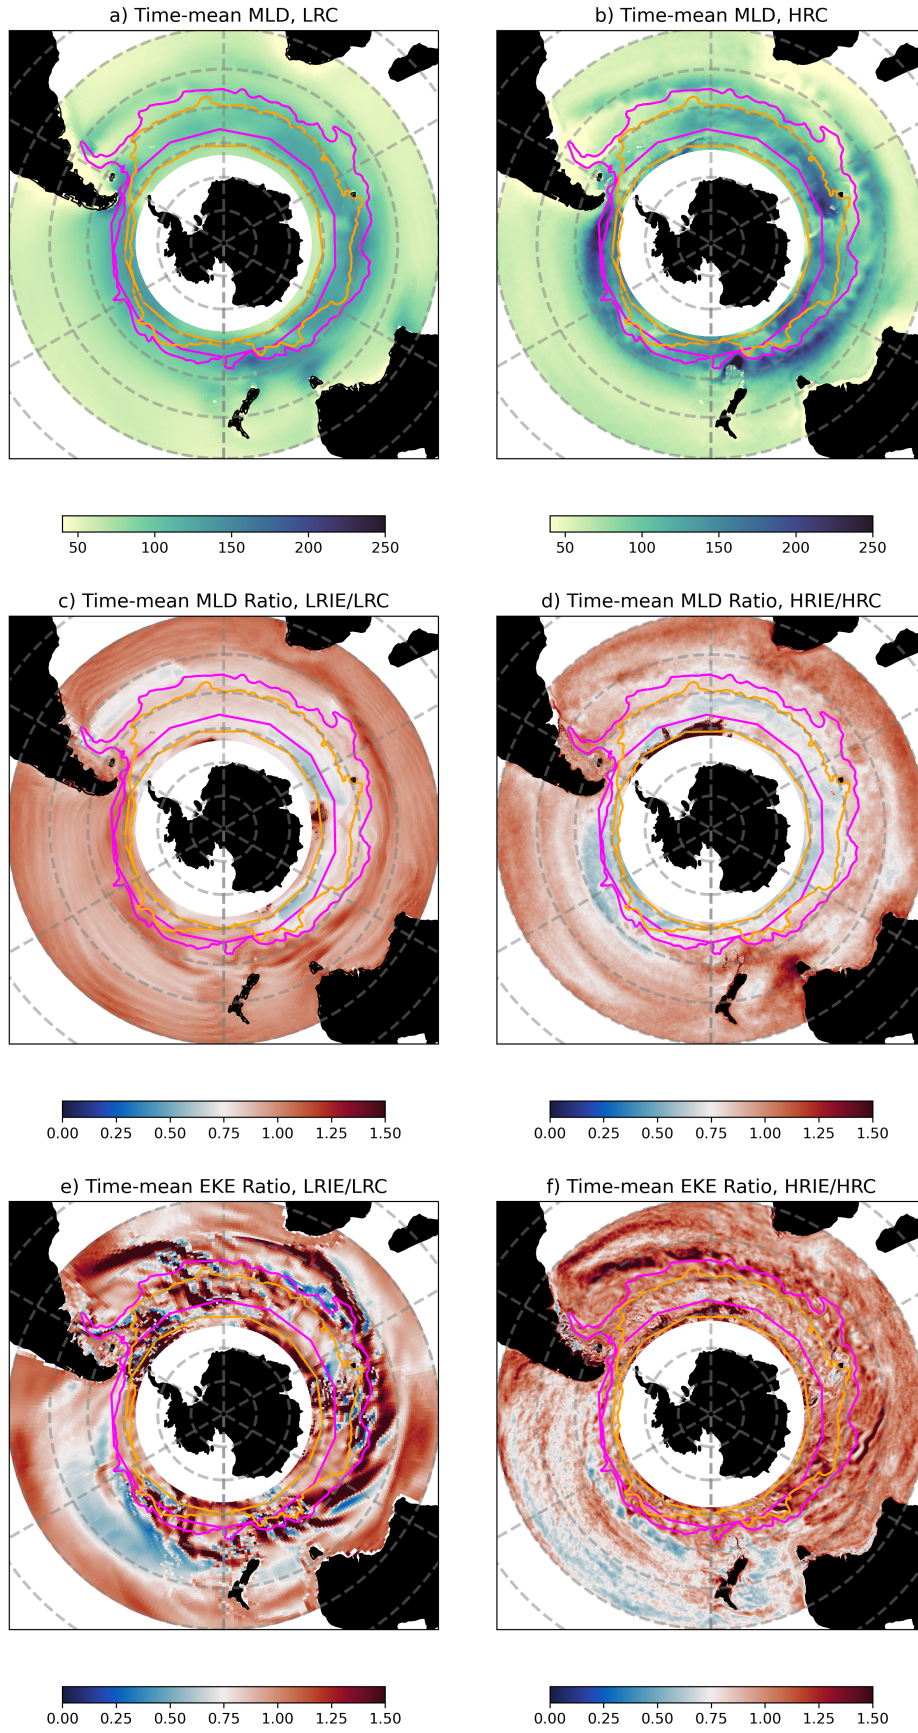 a) Time-mean MLD, LRC
b) Time-mean MLD, HRC
50 100 150 200 250
50 100 150 200 250
c) Time-mean MLD Ratio, LRIE/LRC
d) Time-mean MLD Ratio, HRIE/HRC
0.00 0.25 0.50 0.75 1.00 1.25 1.50
0.00 0.25 0.50 0.75 1.00 1.25 1.50
e) Time-mean EKE Ratio, LRIE/LRC
f) Time-mean EKE Ratio, HRIE/HRC
0.00 0.25 0.50 0.75 1.00 1.25 1.50
0.00 0.25 0.50 0.75 1.00 1.25 1.50